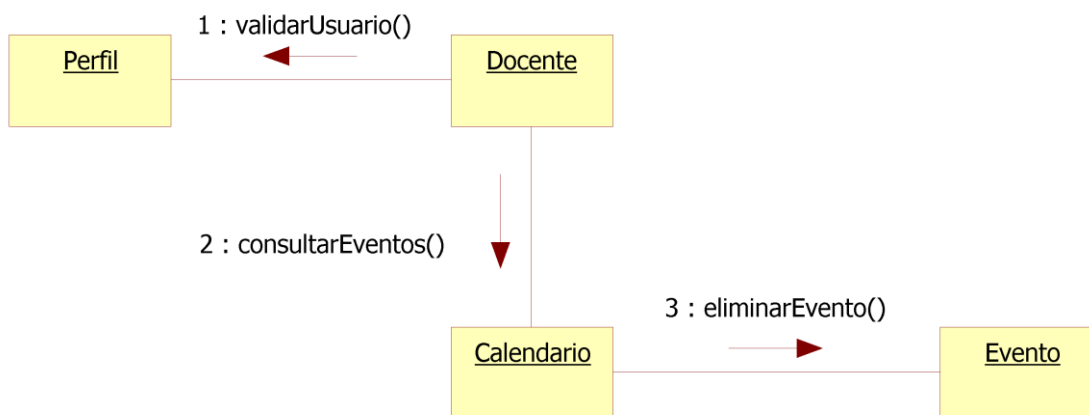 1 : validarUsuario()
Perfil
Docente
2 : consultarEventos()
3 : eliminarEvento()
Calendario
Evento